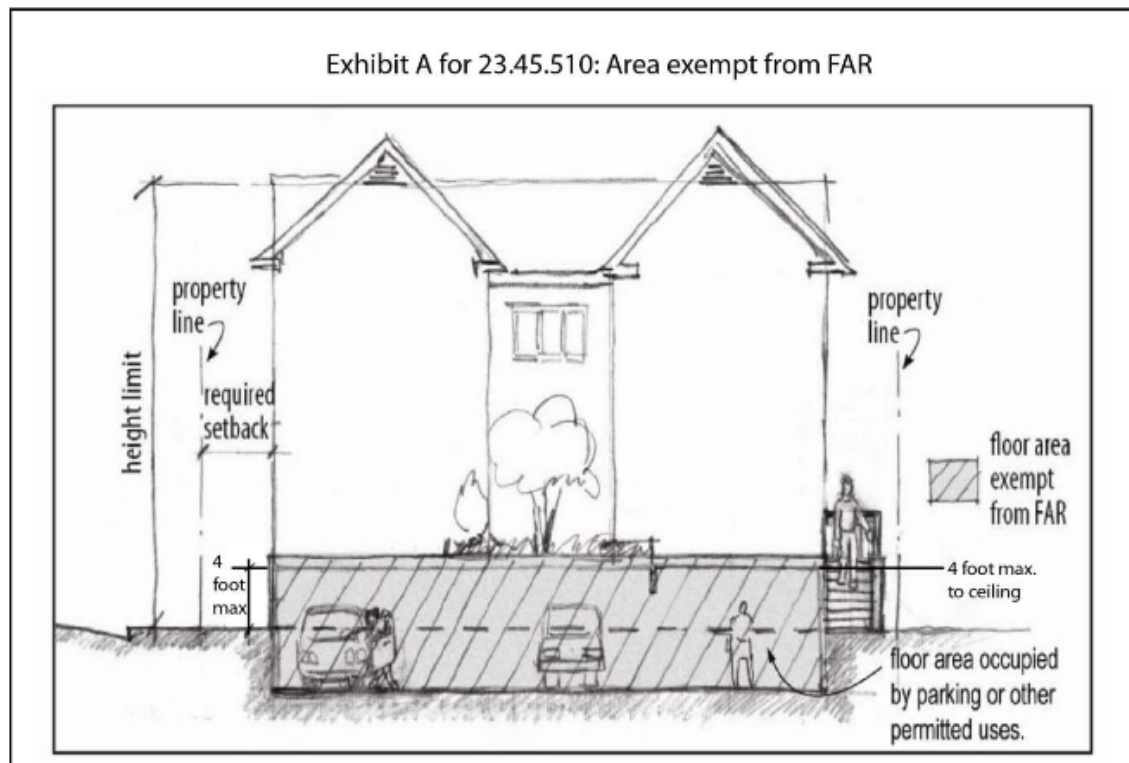 Exhibit A for 23.45.510: Area exempt from FAR
height limit
property
line
required
setback
property
line
floor area
exempt
from FAR
4
foot
max
4 foot max.
to ceiling
floor area occupied
by parking or other
permitted uses.